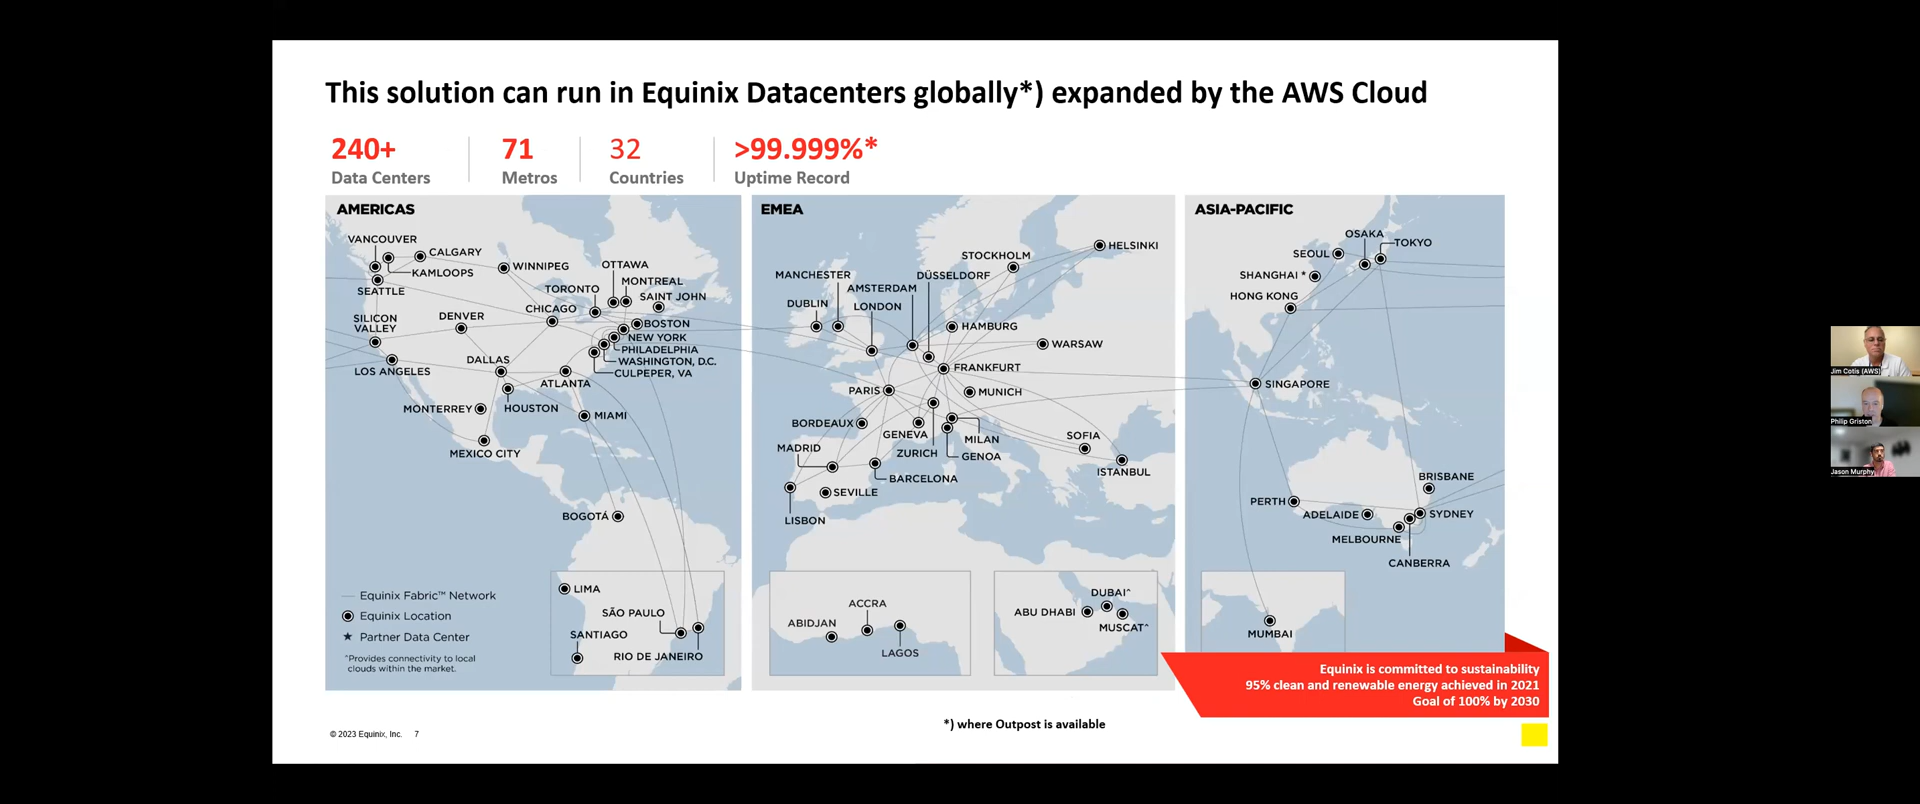 This solution can run in Equinix Datacenters globally*) expanded by the AWS Cloud
240+
Data Centers
71
Metros
32
Countries
>99.999%*
Uptime Record
AMERICAS
VANCOUVER
CALGARY
KAMLOOPS
WINNIPEG
SEATTLE
OTTAWA
MONTREAL
TORONTO
SAINT JOHN
CHICAGO
SILICON
VALLEY
DENVER
BOSTON
NEW YORK
PHILADELPHIA
WASHINGTON, D.C.
CULPEPER, VA
LOS ANGELES
DALLAS
ATLANTA
MONTERREY
HOUSTON
MIAMI
MEXICO CITY
BOGOTÁ
LIMA
SÃO PAULO
SANTIAGO
RIO DE JANEIRO
Equinix Fabric™ Network
Equinix Location
★ Partner Data Center
^Provides connectivity to local
clouds within the market.
EMEA
HELSINKI
STOCKHOLM
MANCHESTER
DÜSSELDORF
AMSTERDAM
DUBLIN
LONDON
HAMBURG
WARSAW
FRANKFURT
PARIS
MUNICH
BORDEAUX
GENEVA
MILAN
SOFIA
MADRID
ZURICH
GENOA
ISTANBUL
BARCELONA
SEVILLE
LISBON
ACCRA
ABIDJAN
LAGOS
DUBAI^
ABU DHABI
MUSCAT^
ASIA-PACIFIC
OSAKA
TOKYO
SEOUL
SHANGHAI *
HONG KONG
SINGAPORE
BRISBANE
PERTH
ADELAIDE
SYDNEY
MELBOURNE
CANBERRA
MUMBAI
Equinix is committed to sustainability
95% clean and renewable energy achieved in 2021
Goal of 100% by 2030
*) where Outpost is available
© 2023 Equinix, Inc. 7
Jim Cotis (AWS)
Philip Griston
Jason Murphy